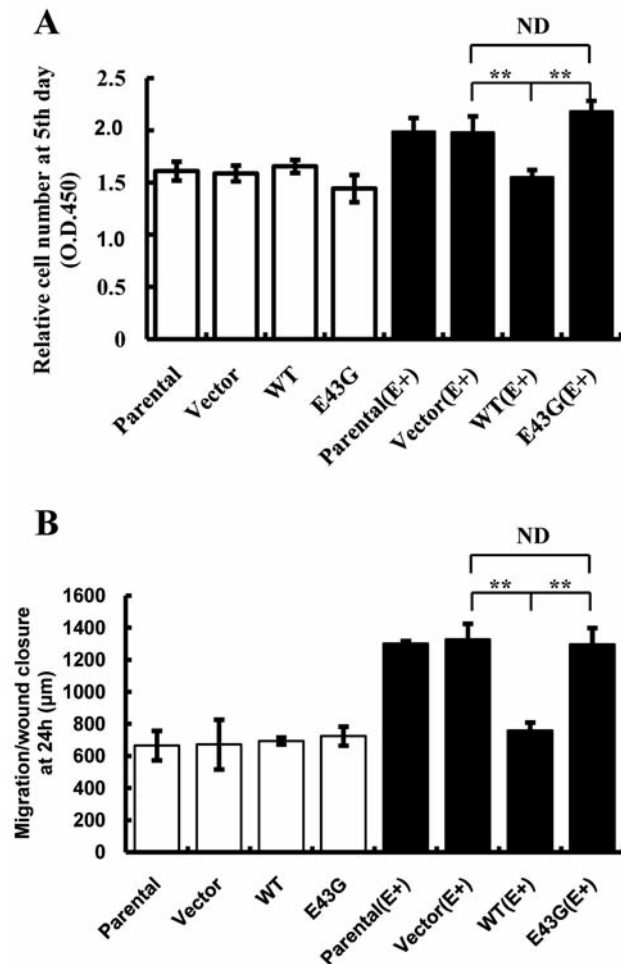 A
ND
** **
Relative cell number at 5th day
(O.D.450)
2.5
2.0
1.5
1.0
0.5
0
Parental
Vector
WT
E43G
Parental(E+)
Vector(E+)
WT(E+)
E43G(E+)
B
ND
** **
Migration/wound closure
at 24h (μm)
1600
1400
1200
1000
800
600
400
200
0
Parental
Vector
WT
E43G
Parental(E+)
Vector(E+)
WT(E+)
E43G(E+)